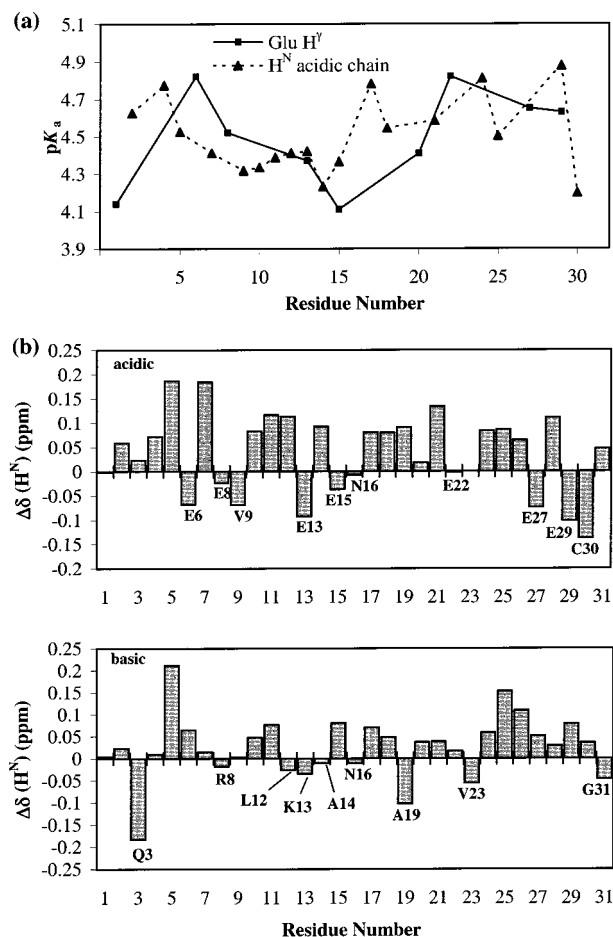 (a)
Glu Hγ
Hᴺ acidic chain
pKa
5.1
4.9
4.7
4.5
4.3
4.1
3.9
5 10 15 20 25 30
Residue Number
(b)
acidic
Δδ (Hᴺ) (ppm)
0.25
0.2
0.15
0.1
0.05
0
-0.05
-0.1
-0.15
-0.2
E6 E8 V9 E13 E15 N16 E22 E27 E29 C30
1 3 5 7 9 11 13 15 17 19 21 23 25 27 29 31
basic
Δδ (Hᴺ) (ppm)
0.25
0.2
0.15
0.1
0.05
0
-0.05
-0.1
-0.15
-0.2
-0.25
Q3 R8 L12 K13 A14 N16 A19 V23 G31
1 3 5 7 9 11 13 15 17 19 21 23 25 27 29 31
Residue Number